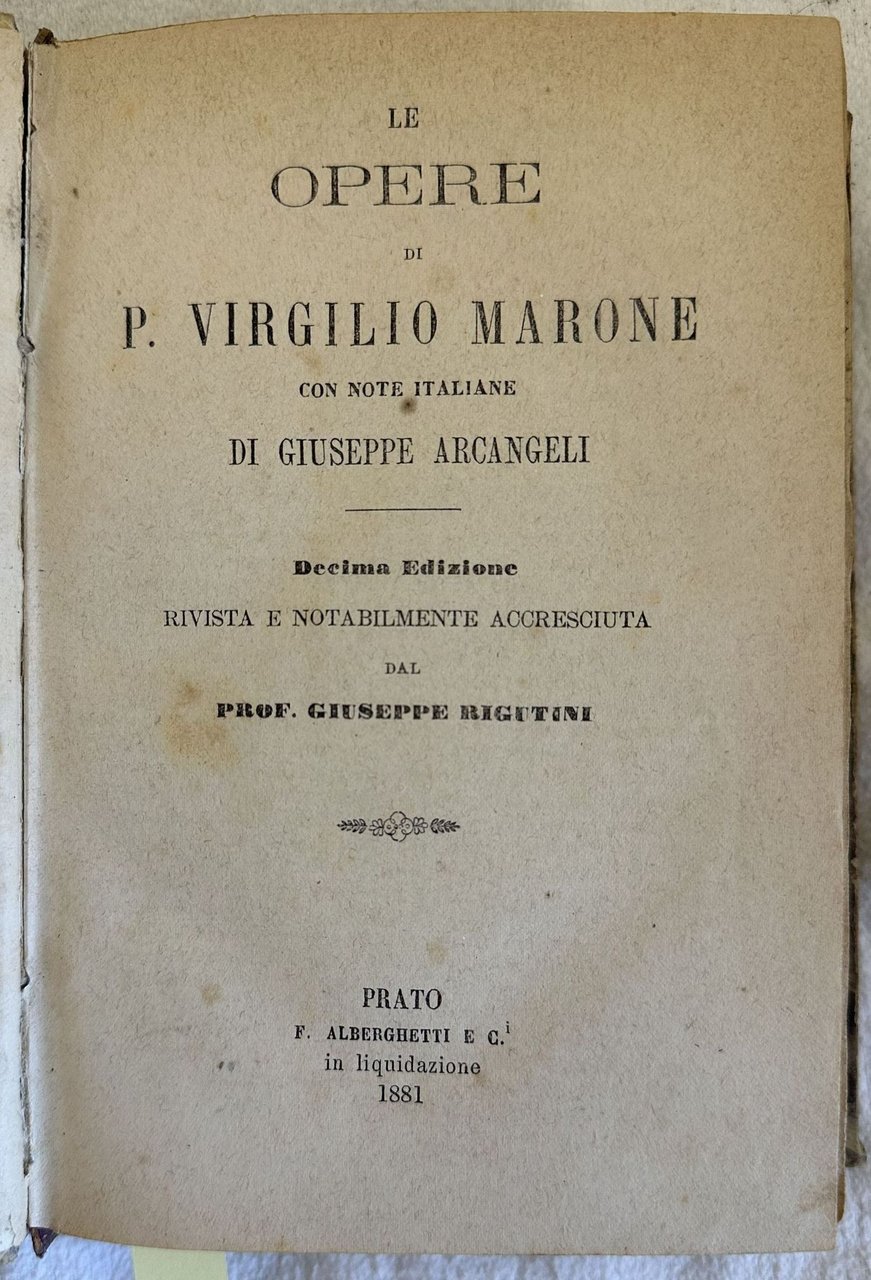 LE
OPERE
DI
P. VIRGILIO MARONE
CON NOTE ITALIANE
DI GIUSEPPE ARCANGELI
Decima Edizione
RIVISTA E NOTABILMENTE ACCRESCIUTA
DAL
PROF. GIUSEPPE RIGUTINI
PRATO
F. ALBERGHETTI E C.i
in liquidazione
1881